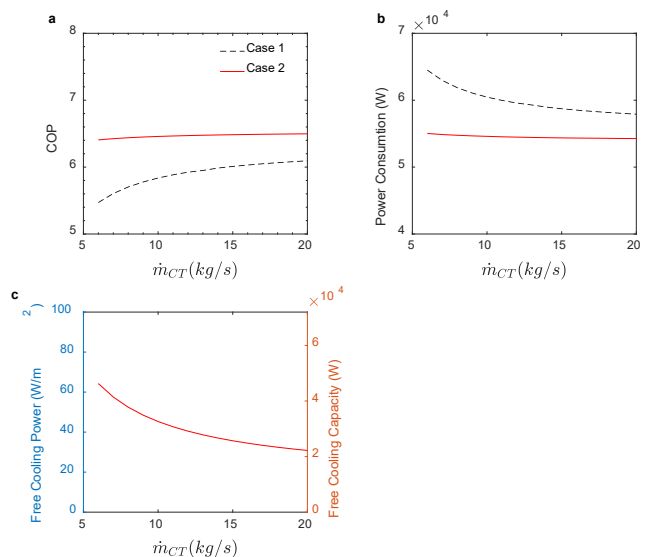 a
8
7
6
5
COP
5
10
15
20
ṁ_CT(kg/s)
Case 1
Case 2
b
×10 4
7
6
5
4
Power Consumtion (W)
5
10
15
20
ṁ_CT(kg/s)
c
100
80
60
40
20
0
Free Cooling Power (W/m 2 )
×10 4
6
4
2
0
Free Cooling Capacity (W)
5
10
15
20
ṁ_CT(kg/s)